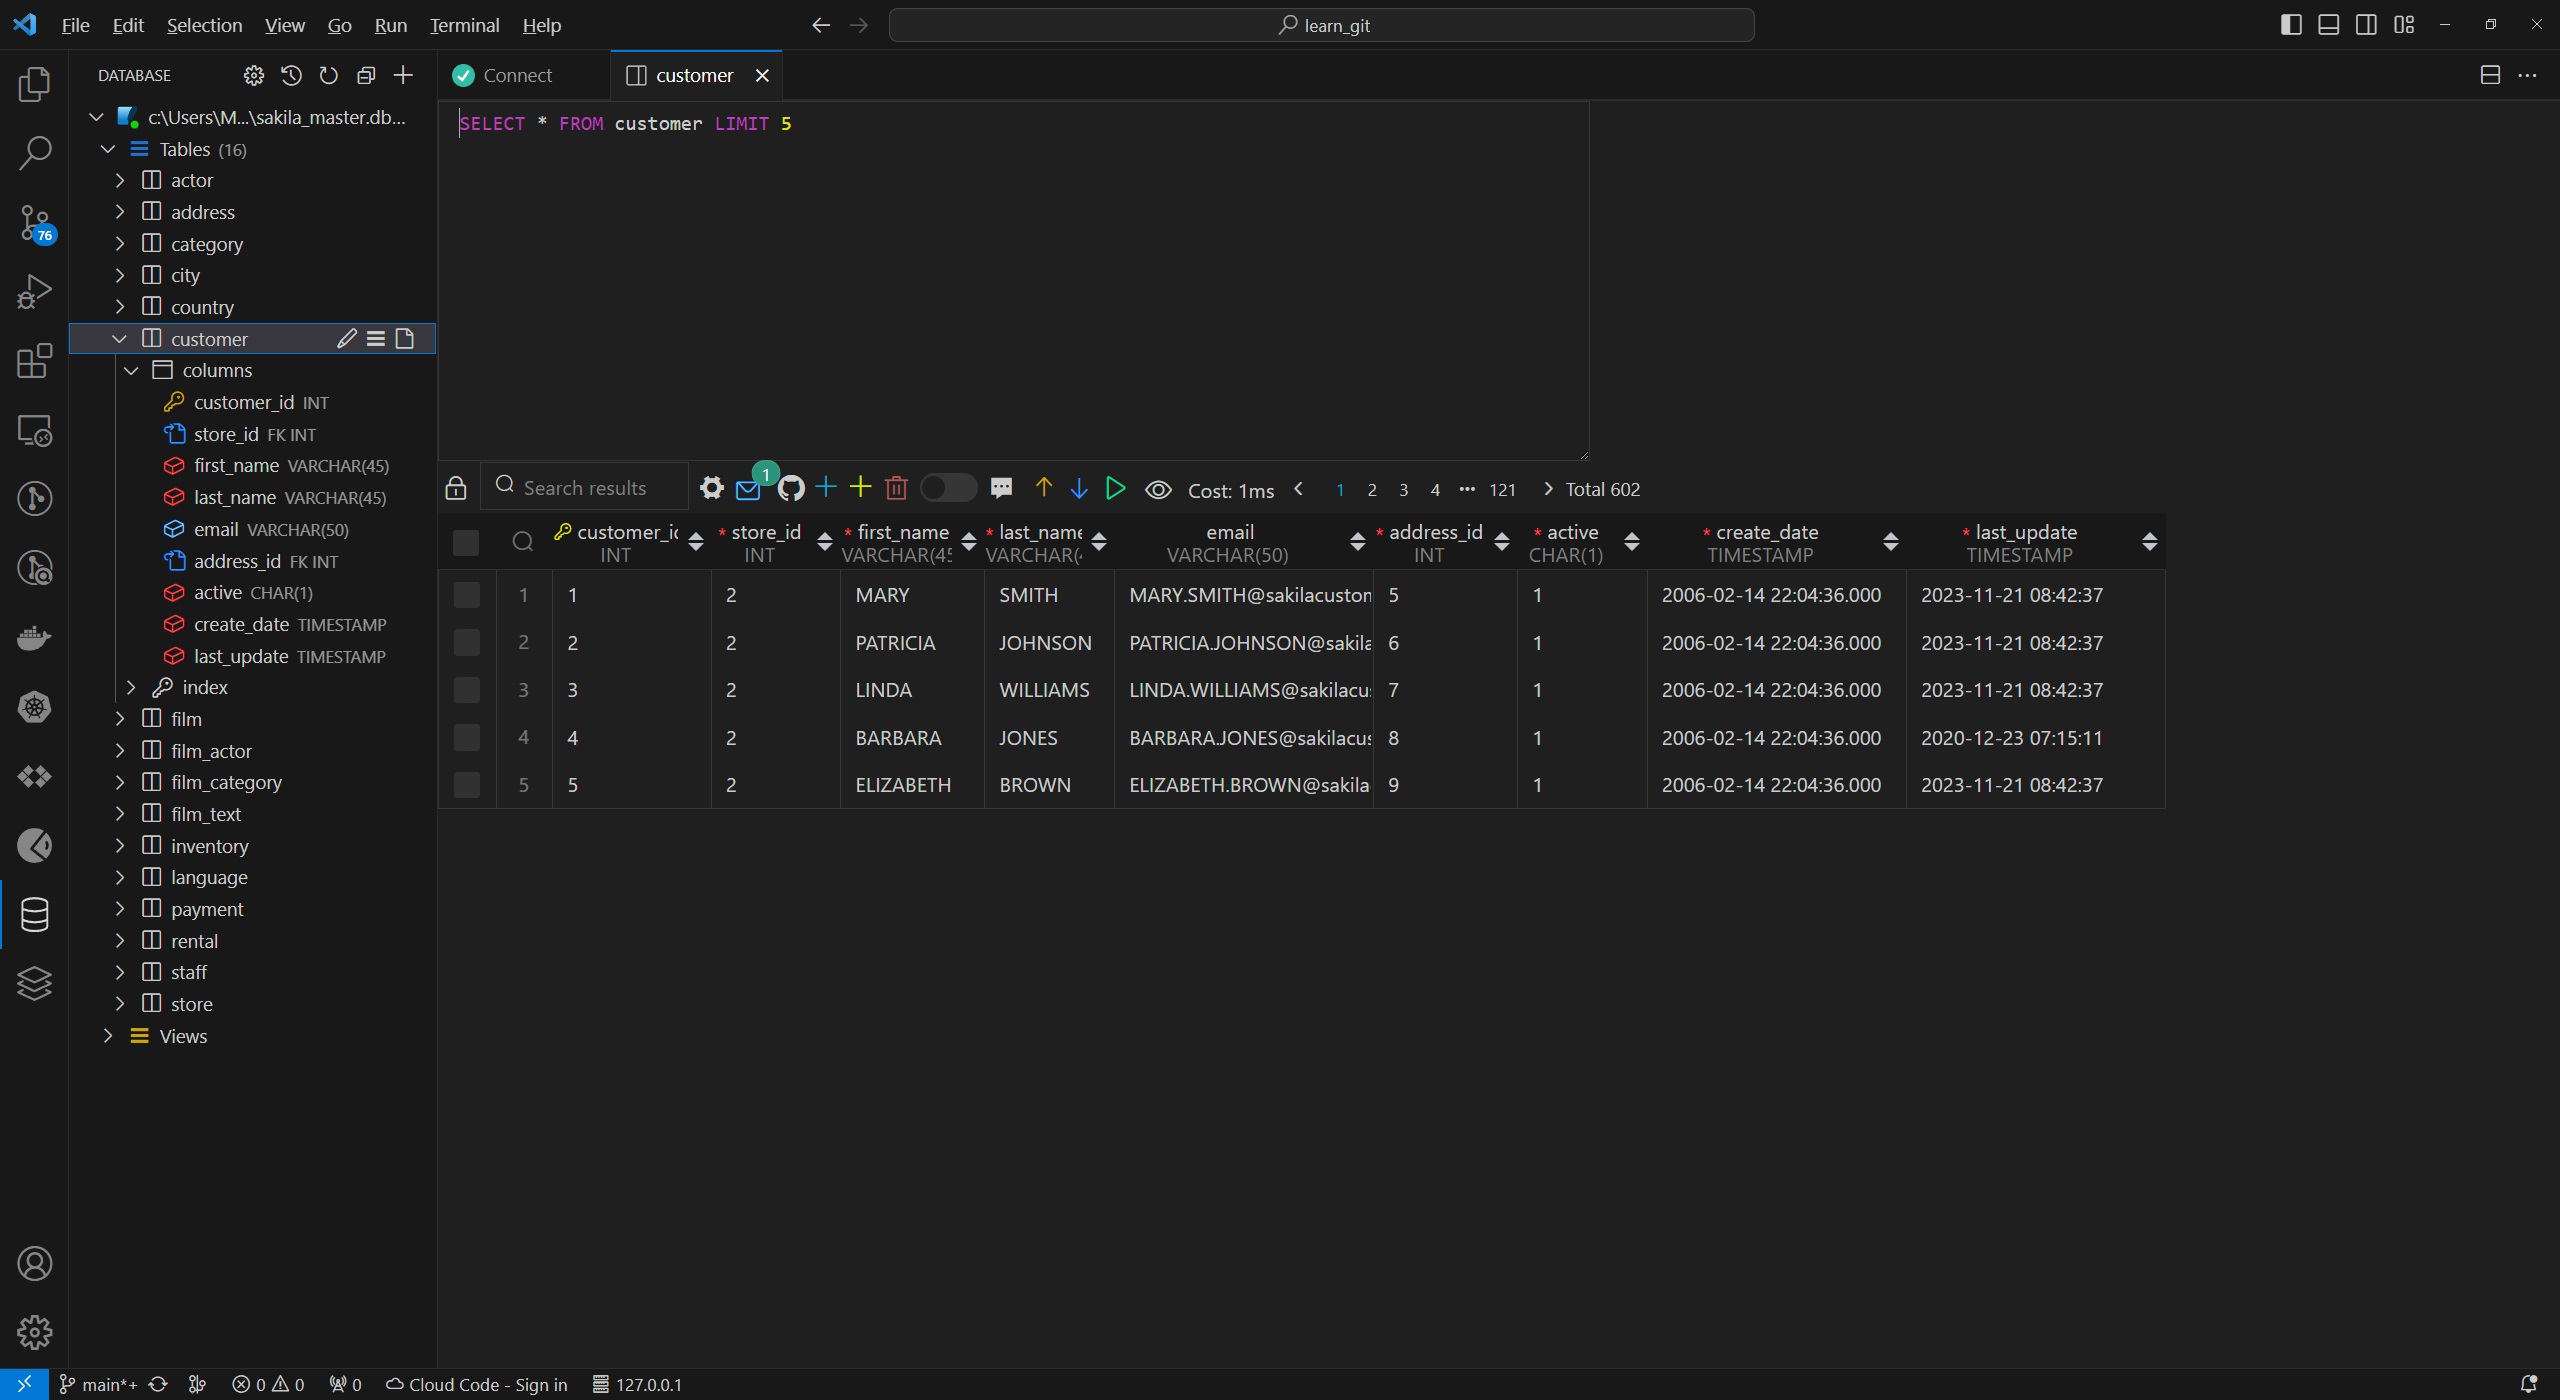 File Edit Selection View Go Run Terminal Help
learn_git
DATABASE
Connect
customer
c:\Users\M...\sakila_master.db...
Tables (16)
actor
address
category
city
country
customer
columns
customer_id INT
store_id FK INT
first_name VARCHAR(45)
last_name VARCHAR(45)
email VARCHAR(50)
address_id FK INT
active CHAR(1)
create_date TIMESTAMP
last_update TIMESTAMP
index
film
film_actor
film_category
film_text
inventory
language
payment
rental
staff
store
Views
76
SELECT * FROM customer LIMIT 5
Search results 1 Cost: 1ms 1 2 3 4 ••• 121 Total 602
customer_ic * store_id * first_name * last_name email * address_id * active * create_date * last_update
INT INT VARCHAR(45 VARCHAR(4 VARCHAR(50) INT CHAR(1) TIMESTAMP TIMESTAMP
1 1 2 MARY SMITH MARY.SMITH@sakilacustom 5 1 2006-02-14 22:04:36.000 2023-11-21 08:42:37
2 2 2 PATRICIA JOHNSON PATRICIA.JOHNSON@sakila 6 1 2006-02-14 22:04:36.000 2023-11-21 08:42:37
3 3 2 LINDA WILLIAMS LINDA.WILLIAMS@sakilacus 7 1 2006-02-14 22:04:36.000 2023-11-21 08:42:37
4 4 2 BARBARA JONES BARBARA.JONES@sakilacus 8 1 2006-02-14 22:04:36.000 2020-12-23 07:15:11
5 5 2 ELIZABETH BROWN ELIZABETH.BROWN@sakila 9 1 2006-02-14 22:04:36.000 2023-11-21 08:42:37
main*+ 0 0 0 Cloud Code - Sign in 127.0.0.1